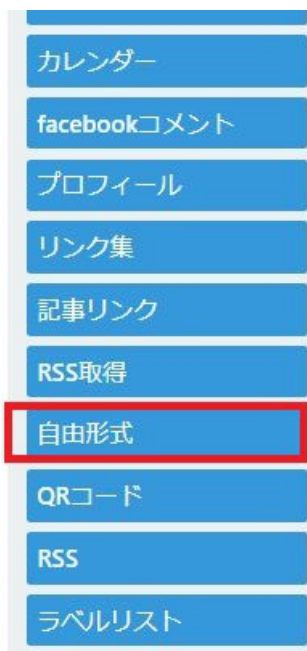 カレンダー
facebookコメント
プロフィール
リンク集
記事リンク
RSS取得
自由形式
QRコード
RSS
ラベルリスト